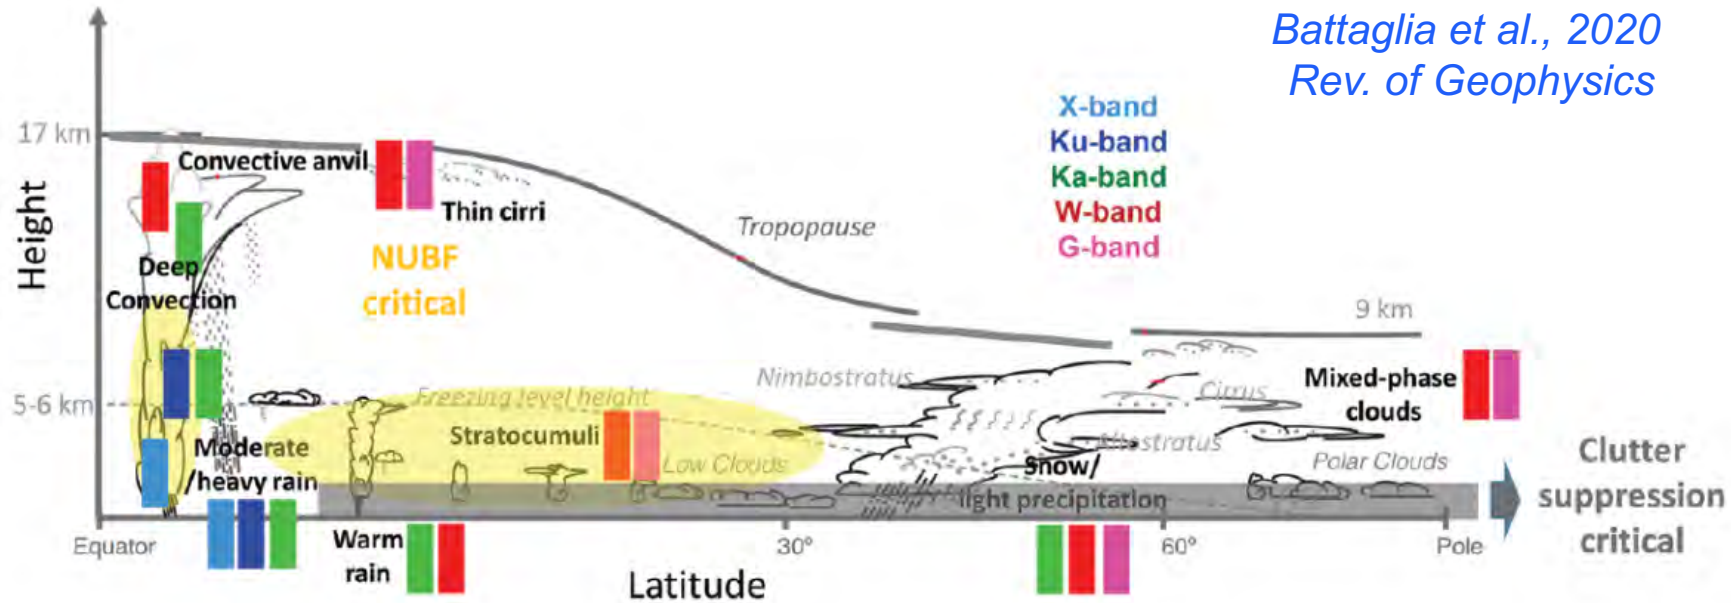 Battaglia et al., 2020
Rev. of Geophysics
X-band
Ku-band
Ka-band
W-band
G-band
17 km
Convective anvil
Thin cirri
Tropopause
Height
NUBF
critical
Deep
Convection
9 km
5-6 km
Freezing level height
Nimbostratus
Cirrus
Mixed-phase
clouds
Moderate
/heavy rain
Stratocumuli
Low Clouds
Altostratus
Snow/
light precipitation
Polar Clouds
Clutter
suppression
critical
Equator
Warm
rain
30°
60°
Pole
Latitude